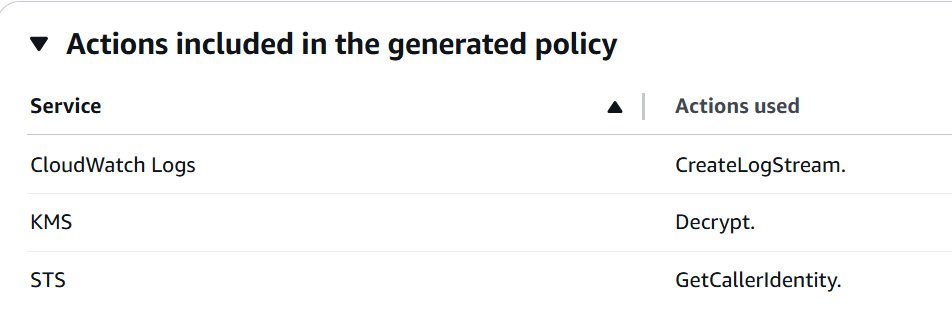 Actions included in the generated policy
Service Actions used
CloudWatch Logs CreateLogStream.
KMS Decrypt.
STS GetCallerIdentity.